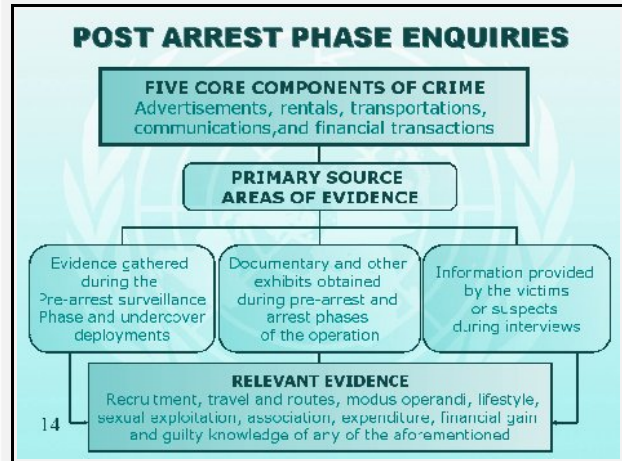 POST ARREST PHASE ENQUIRIES
FIVE CORE COMPONENTS OF CRIME
Advertisements, rentals, transportations,
communications,and financial transactions
PRIMARY SOURCE
AREAS OF EVIDENCE
Evidence gathered
during the
Pre-arrest surveillance
Phase and undercover
deployments
Documentary and other
exhibits obtained
during pre-arrest and
arrest phases
of the operation
Information provided
by the victims
or suspects
during interviews
RELEVANT EVIDENCE
Recruitment, travel and routes, modus operandi, lifestyle,
sexual exploitation, association, expenditure, financial gain
and guilty knowledge of any of the aforementioned
14